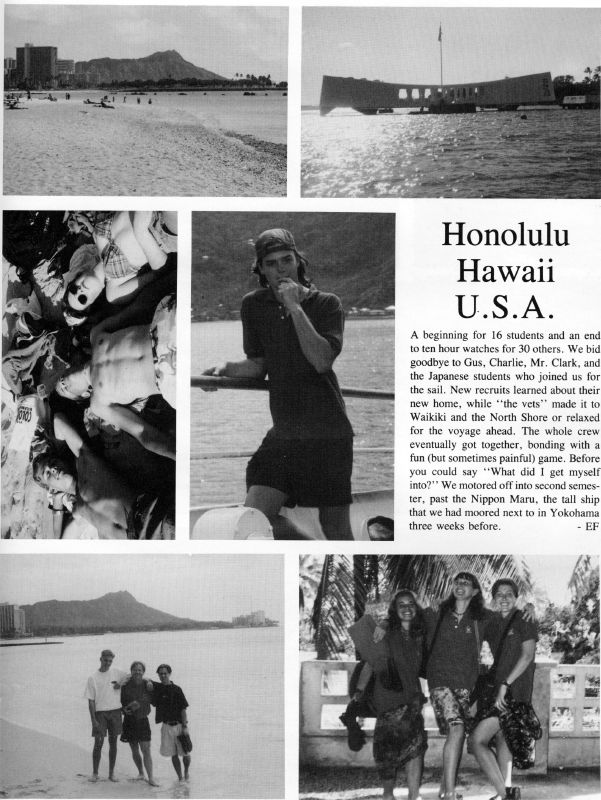 Honolulu
Hawaii
U.S.A.
A beginning for 16 students and an end
to ten hour watches for 30 others. We bid
goodbye to Gus, Charlie, Mr. Clark, and
the Japanese students who joined us for
the sail. New recruits learned about their
new home, while ‘‘the vets’’ made it to
Waikiki and the North Shore or relaxed
for the voyage ahead. The whole crew
eventually got together, bonding with a
fun (but sometimes painful) game. Before
you could say ‘‘What did I get myself
into?’’ We motored off into second semes-
ter, past the Nippon Maru, the tall ship
that we had moored next to in Yokohama
three weeks before. - EF